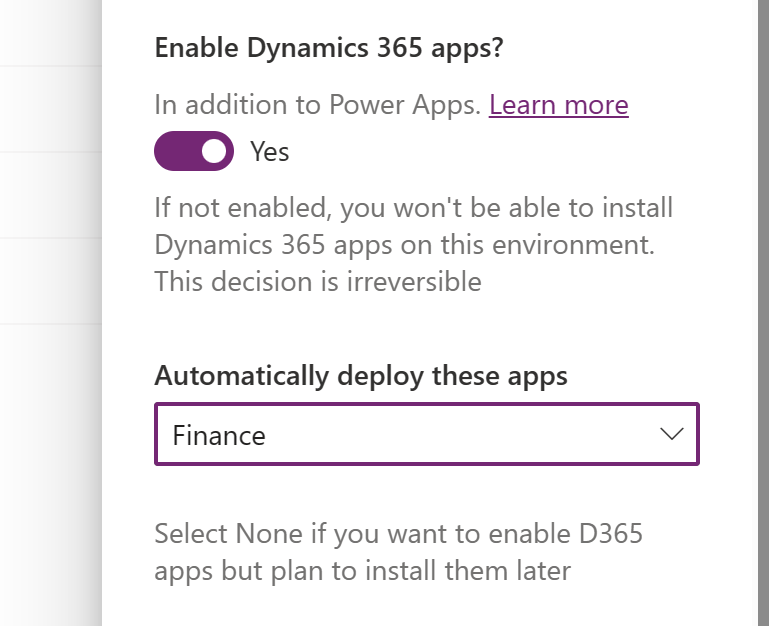 Enable Dynamics 365 apps?
In addition to Power Apps. Learn more
Yes
If not enabled, you won't be able to install
Dynamics 365 apps on this environment.
This decision is irreversible
Automatically deploy these apps
Finance
Select None if you want to enable D365
apps but plan to install them later